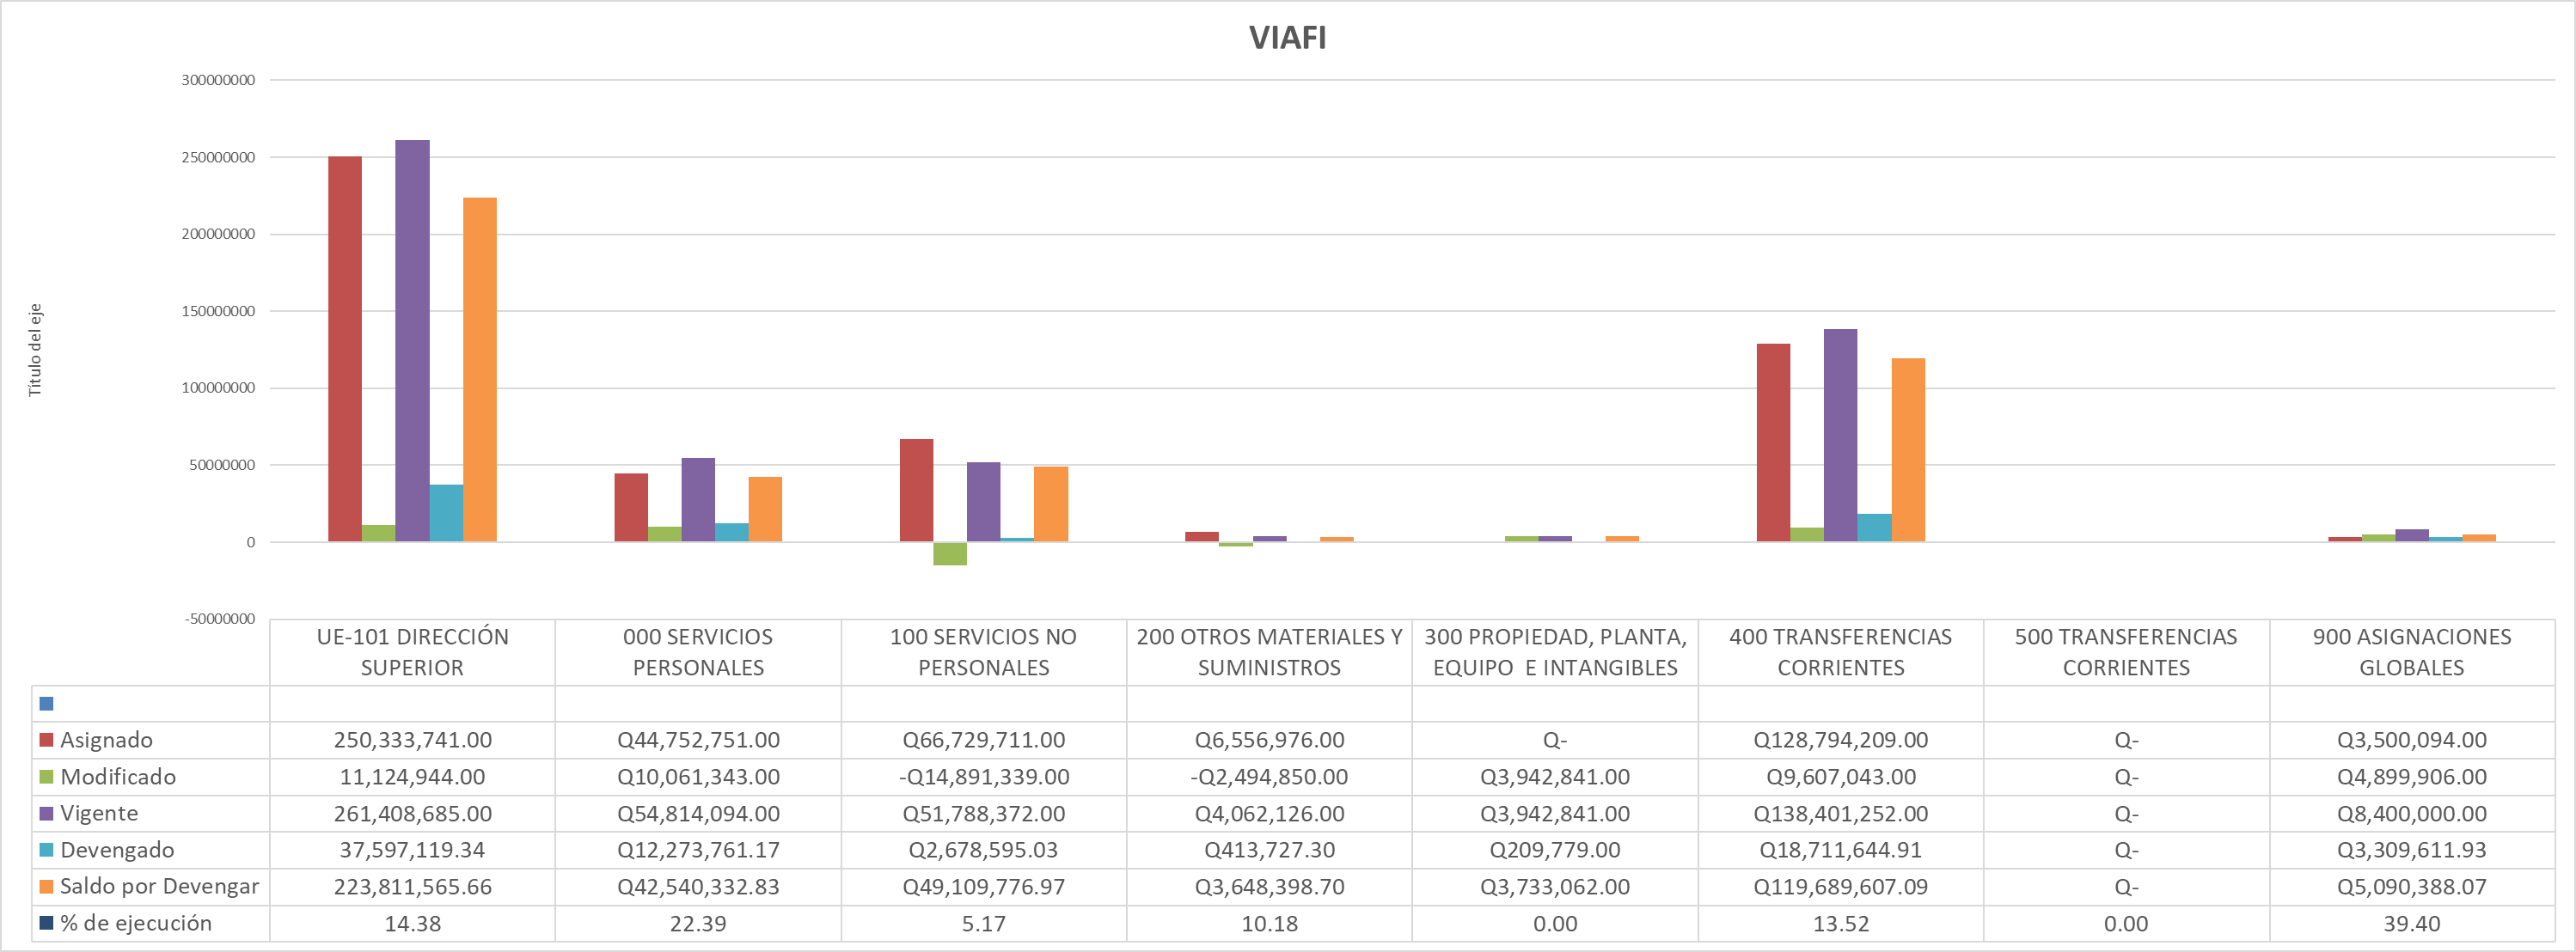 VIAFI
300000000
250000000
200000000
150000000
100000000
50000000
0
-50000000
Título del eje
UE-101 DIRECCIÓN SUPERIOR
000 SERVICIOS PERSONALES
100 SERVICIOS NO PERSONALES
200 OTROS MATERIALES Y SUMINISTROS
300 PROPIEDAD, PLANTA, EQUIPO E INTANGIBLES
400 TRANSFERENCIAS CORRIENTES
500 TRANSFERENCIAS CORRIENTES
900 ASIGNACIONES GLOBALES
Asignado 250,333,741.00 Q44,752,751.00 Q66,729,711.00 Q6,556,976.00 Q- Q128,794,209.00 Q- Q3,500,094.00
Modificado 11,124,944.00 Q10,061,343.00 -Q14,891,339.00 -Q2,494,850.00 Q3,942,841.00 Q9,607,043.00 Q- Q4,899,906.00
Vigente 261,408,685.00 Q54,814,094.00 Q51,788,372.00 Q4,062,126.00 Q3,942,841.00 Q138,401,252.00 Q- Q8,400,000.00
Devengado 37,597,119.34 Q12,273,761.17 Q2,678,595.03 Q413,727.30 Q209,779.00 Q18,711,644.91 Q- Q3,309,611.93
Saldo por Devengar 223,811,565.66 Q42,540,332.83 Q49,109,776.97 Q3,648,398.70 Q3,733,062.00 Q119,689,607.09 Q- Q5,090,388.07
% de ejecución 14.38 22.39 5.17 10.18 0.00 13.52 0.00 39.40